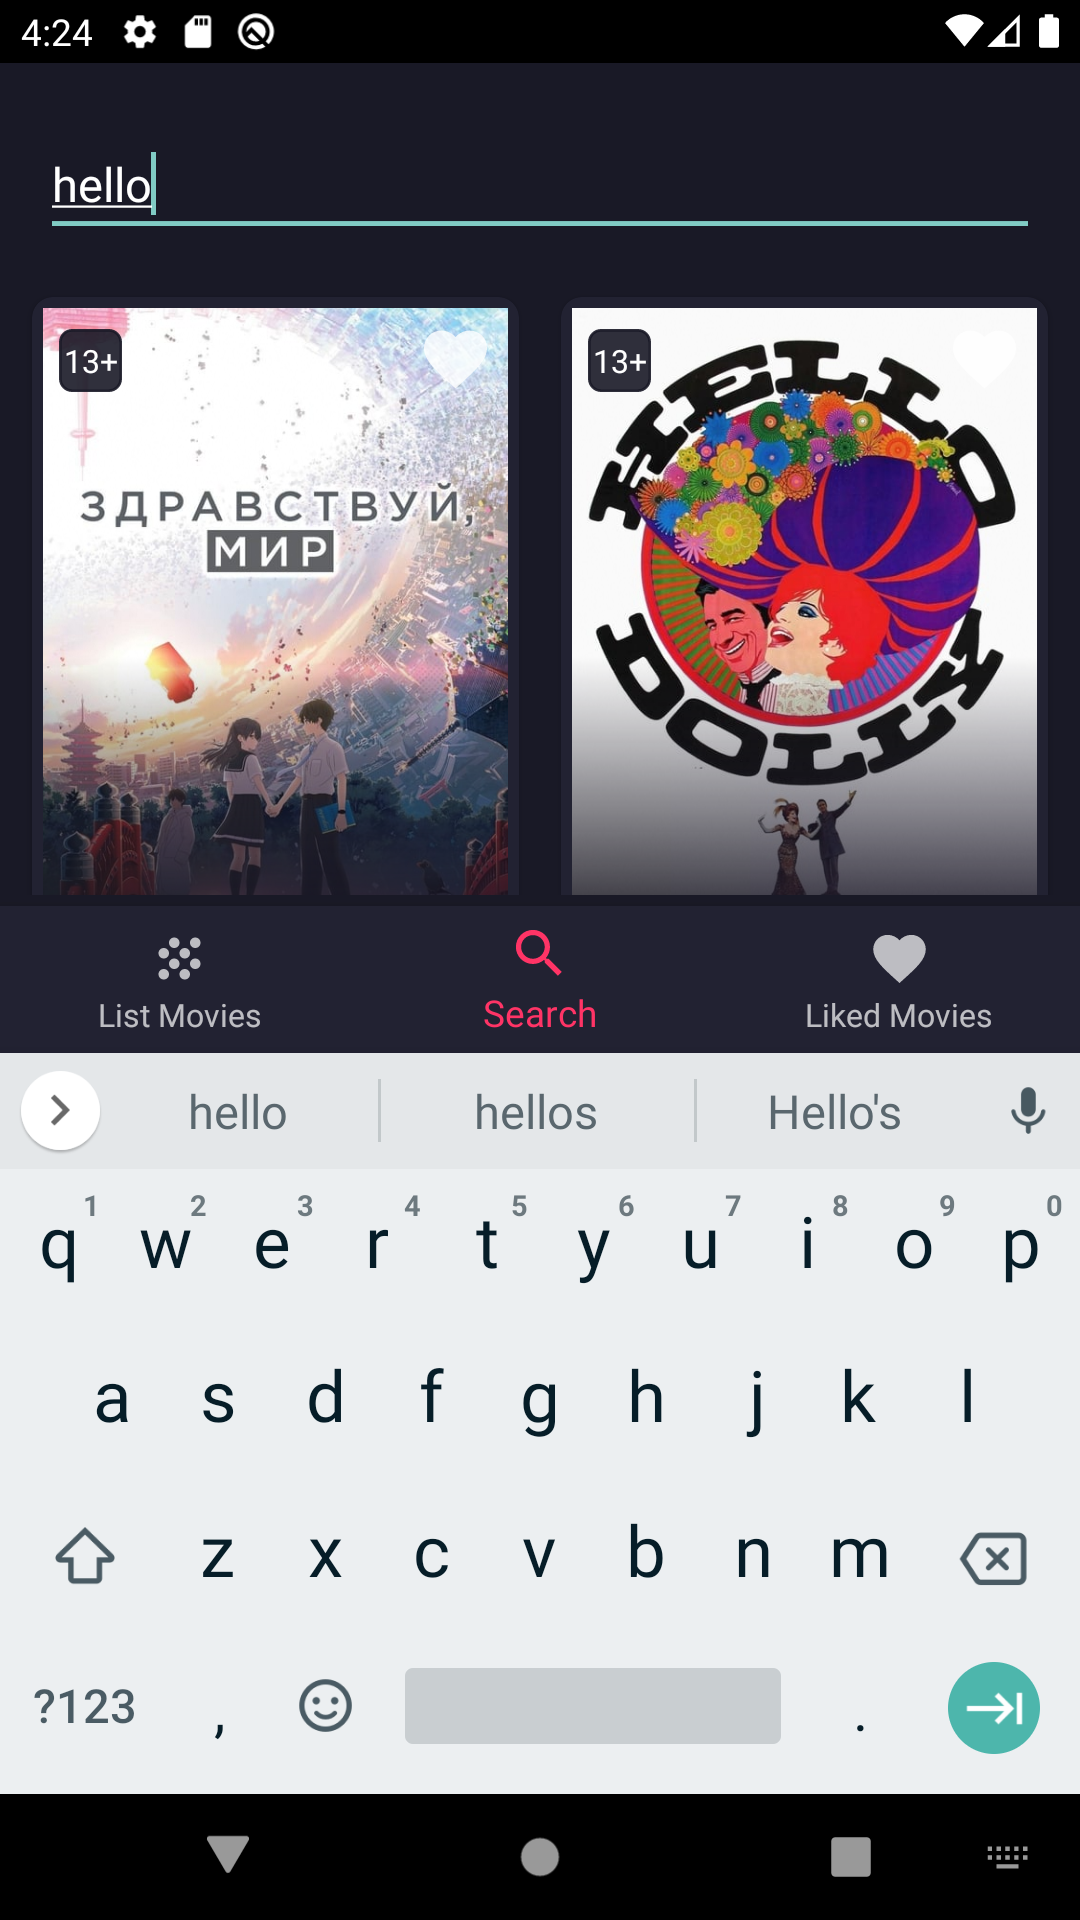 4:24
hello
13+
ЗДРАВСТВУЙ,
МИР
13+
HELLO
DOLLY
List Movies
Search
Liked Movies
hello hellos Hello's
1 2 3 4 5 6 7 8 9 0
q w e r t y u i o p
a s d f g h j k l
z x c v b n m
?123 , .